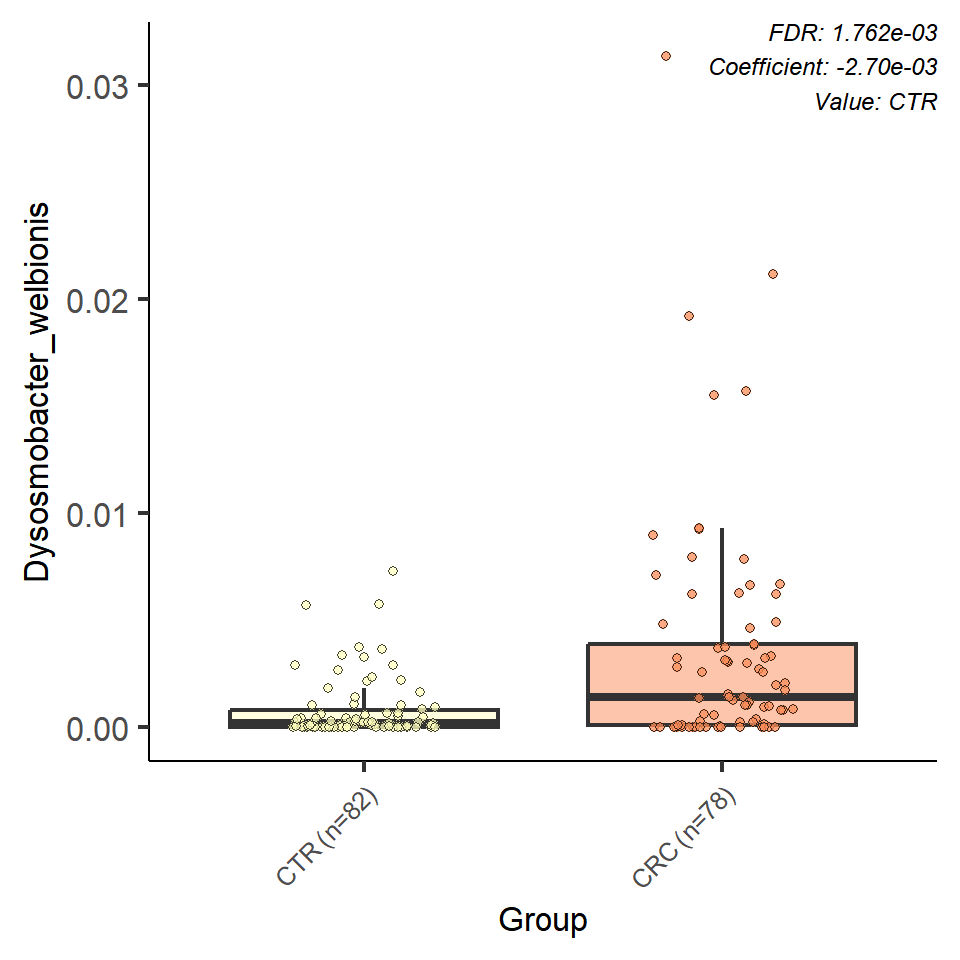 FDR: 1.762e-03
Coefficient: -2.70e-03
Value: CTR
0.03
0.02
0.01
0.00
Dysosmobacter_welbionis
CTR (n=82)
CRC (n=78)
Group